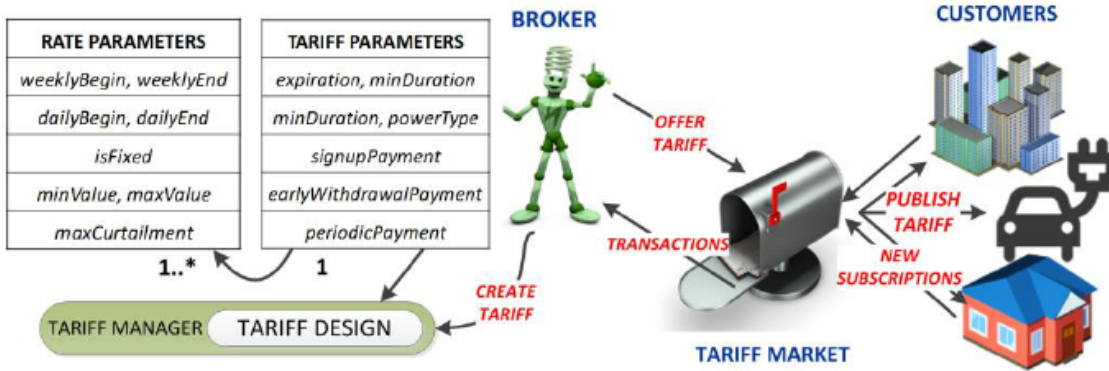 RATE PARAMETERS
weeklyBegin, weeklyEnd
dailyBegin, dailyEnd
isFixed
minValue, maxValue
maxCurtailment
1..*
TARIFF PARAMETERS
expiration, minDuration
minDuration, powerType
signupPayment
earlyWithdrawalPayment
periodicPayment
1
TARIFF MANAGER
TARIFF DESIGN
BROKER
CREATE
TARIFF
OFFER
TARIFF
TRANSACTIONS
TARIFF MARKET
CUSTOMERS
PUBLISH
TARIFF
NEW
SUBSCRIPTIONS